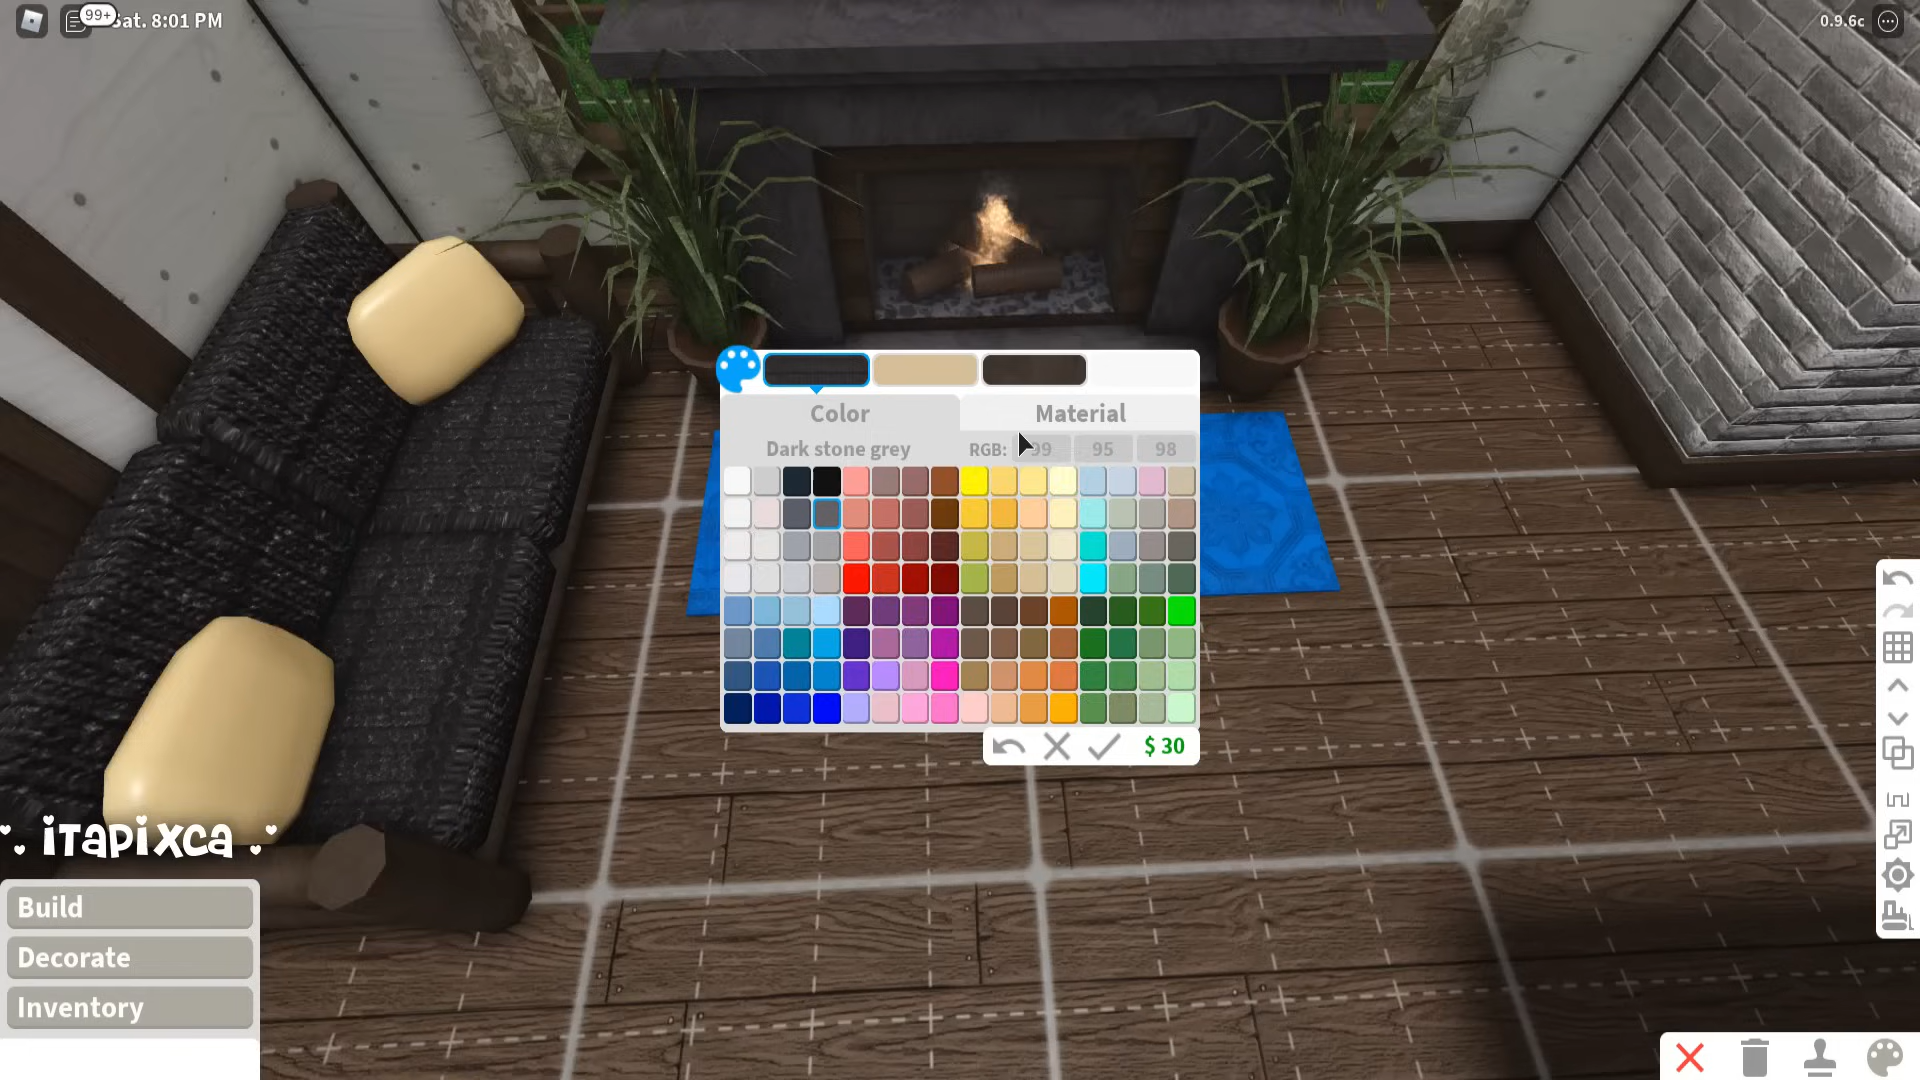 99+
Sat. 8:01 PM
0.9.6c
Color
Material
Dark stone grey
RGB: 99 95 98
$ 30
iTapixca
Build
Decorate
Inventory